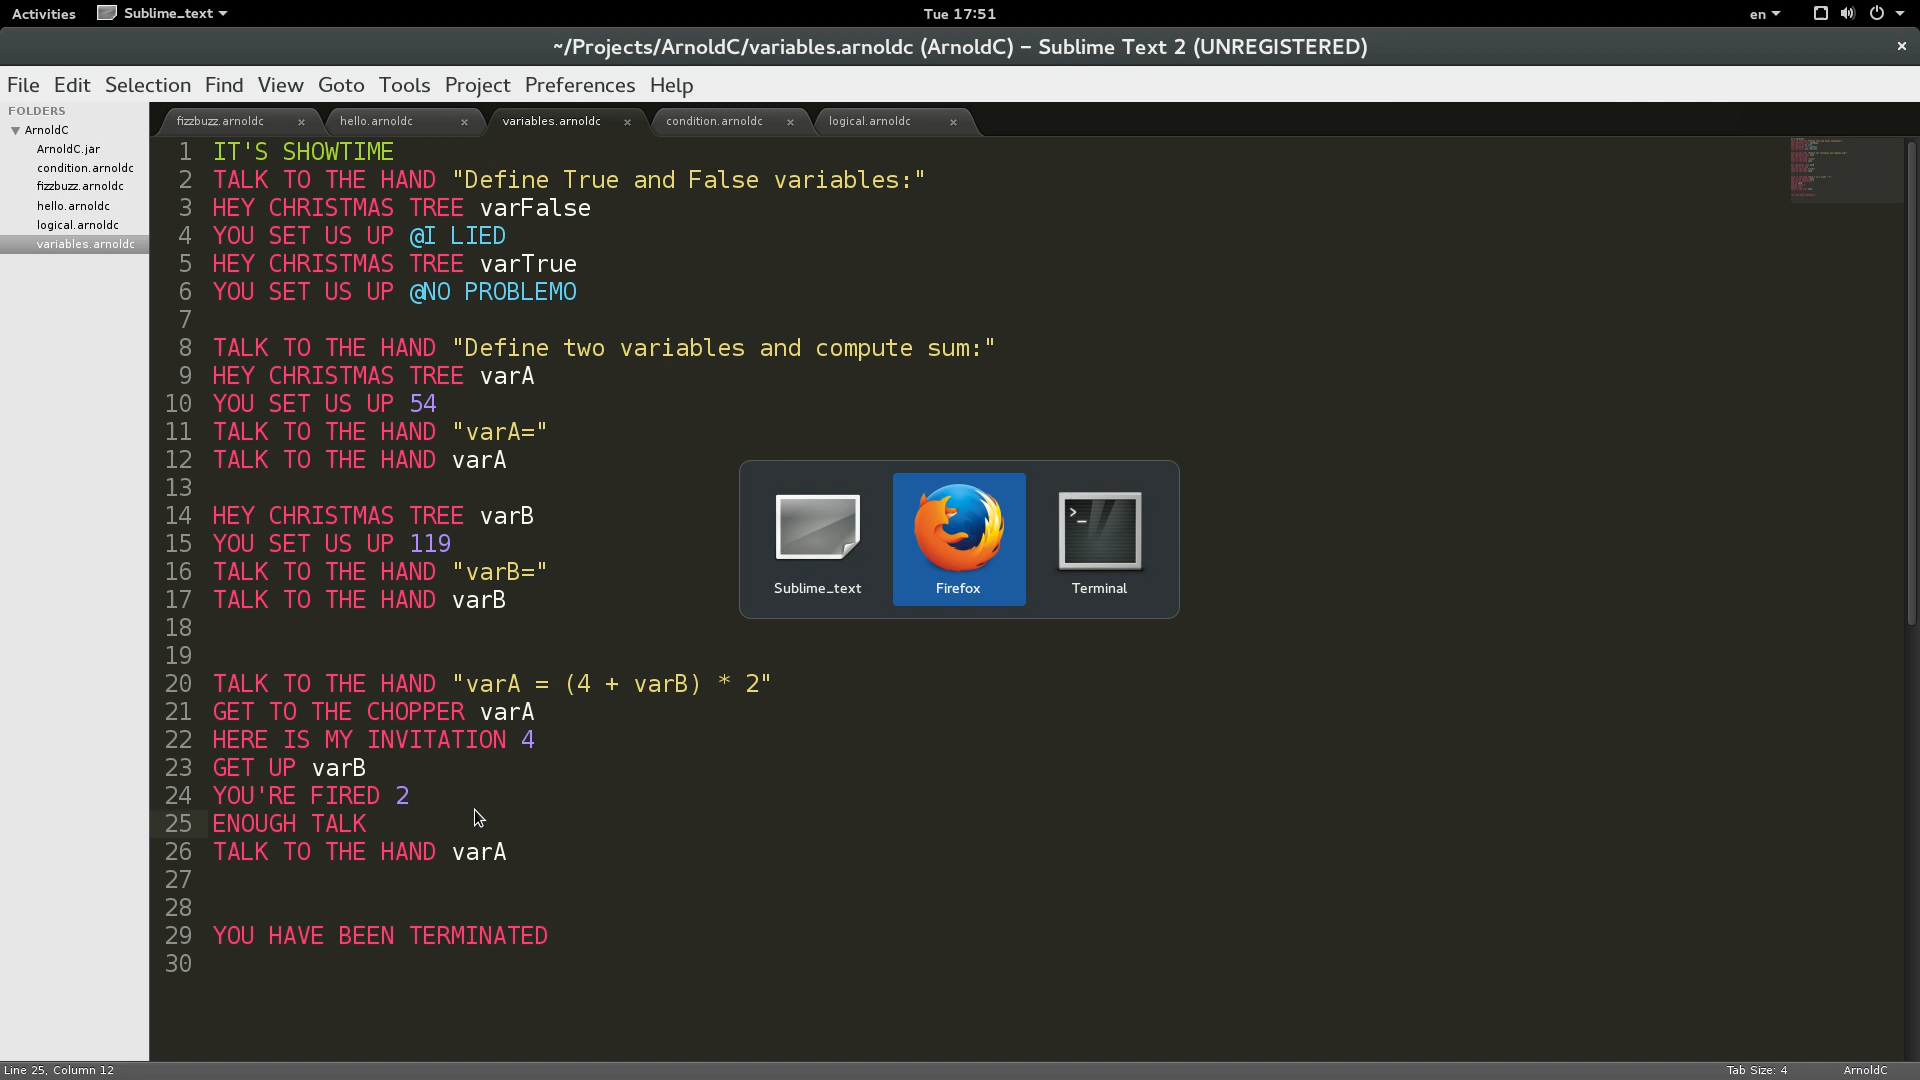 Activities Sublime_text Tue 17:51 en
~/Projects/ArnoldC/variables.arnoldc (ArnoldC) – Sublime Text 2 (UNREGISTERED)
File Edit Selection Find View Goto Tools Project Preferences Help
FOLDERS
ArnoldC
ArnoldC.jar
condition.arnoldc
fizzbuzz.arnoldc
hello.arnoldc
logical.arnoldc
variables.arnoldc
fizzbuzz.arnoldc hello.arnoldc variables.arnoldc condition.arnoldc logical.arnoldc
1 IT'S SHOWTIME
2 TALK TO THE HAND "Define True and False variables:"
3 HEY CHRISTMAS TREE varFalse
4 YOU SET US UP @I LIED
5 HEY CHRISTMAS TREE varTrue
6 YOU SET US UP @NO PROBLEMO
7
8 TALK TO THE HAND "Define two variables and compute sum:"
9 HEY CHRISTMAS TREE varA
10 YOU SET US UP 54
11 TALK TO THE HAND "varA="
12 TALK TO THE HAND varA
13
14 HEY CHRISTMAS TREE varB
15 YOU SET US UP 119
16 TALK TO THE HAND "varB="
17 TALK TO THE HAND varB
18
19
20 TALK TO THE HAND "varA = (4 + varB) * 2"
21 GET TO THE CHOPPER varA
22 HERE IS MY INVITATION 4
23 GET UP varB
24 YOU'RE FIRED 2
25 ENOUGH TALK
26 TALK TO THE HAND varA
27
28
29 YOU HAVE BEEN TERMINATED
30
Sublime_text Firefox Terminal
Line 25, Column 12 Tab Size: 4 ArnoldC